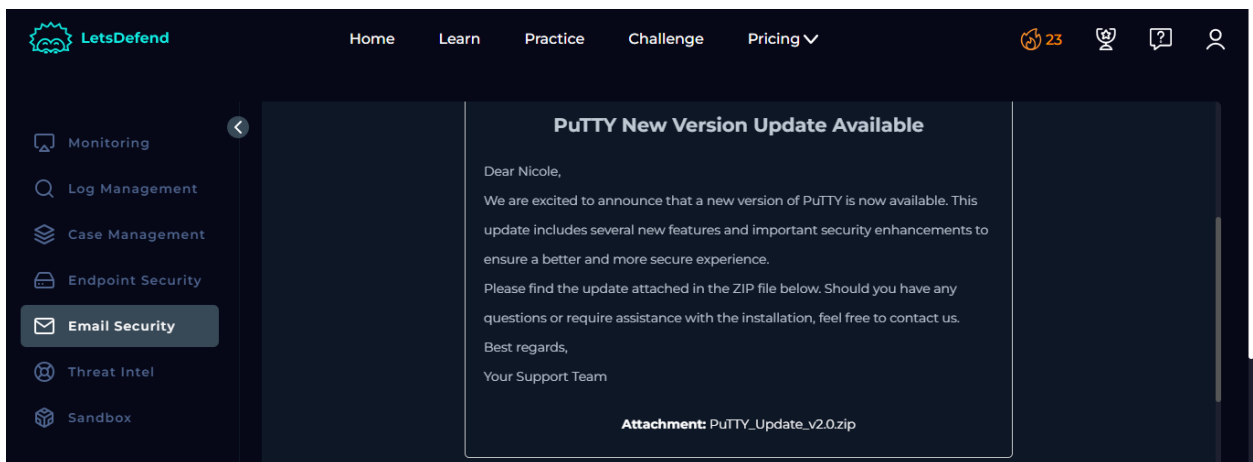 LetsDefend
Home Learn Practice Challenge Pricing
23
Monitoring
Log Management
Case Management
Endpoint Security
Email Security
Threat Intel
Sandbox
PuTTY New Version Update Available
Dear Nicole,
We are excited to announce that a new version of PuTTY is now available. This
update includes several new features and important security enhancements to
ensure a better and more secure experience.
Please find the update attached in the ZIP file below. Should you have any
questions or require assistance with the installation, feel free to contact us.
Best regards,
Your Support Team
Attachment: PuTTY_Update_v2.0.zip